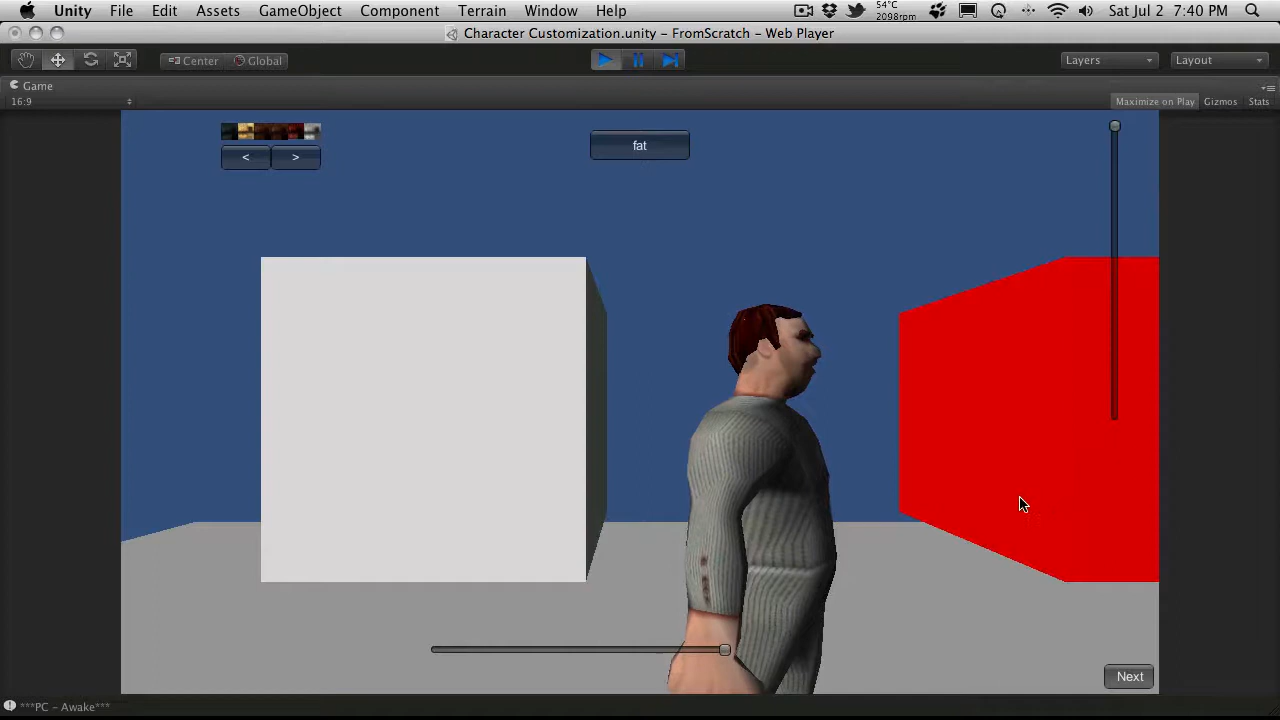 Unity File Edit Assets GameObject Component Terrain Window Help 54°C 2098rpm Sat Jul 2 7:40 PM
Character Customization.unity – FromScratch – Web Player
Center Global Layers Layout
Game
16:9 Maximize on Play Gizmos Stats
fat
< >
Next
***PC - Awake***